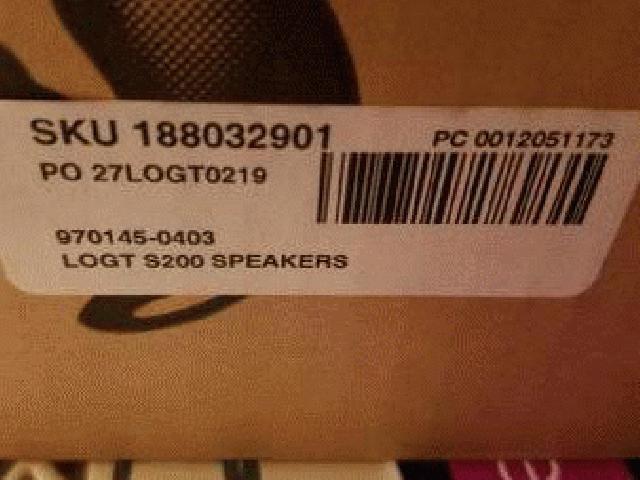 SKU 188032901
PC 0012051173
PO 27LOGT0219
970145-0403
LOGT S200 SPEAKERS